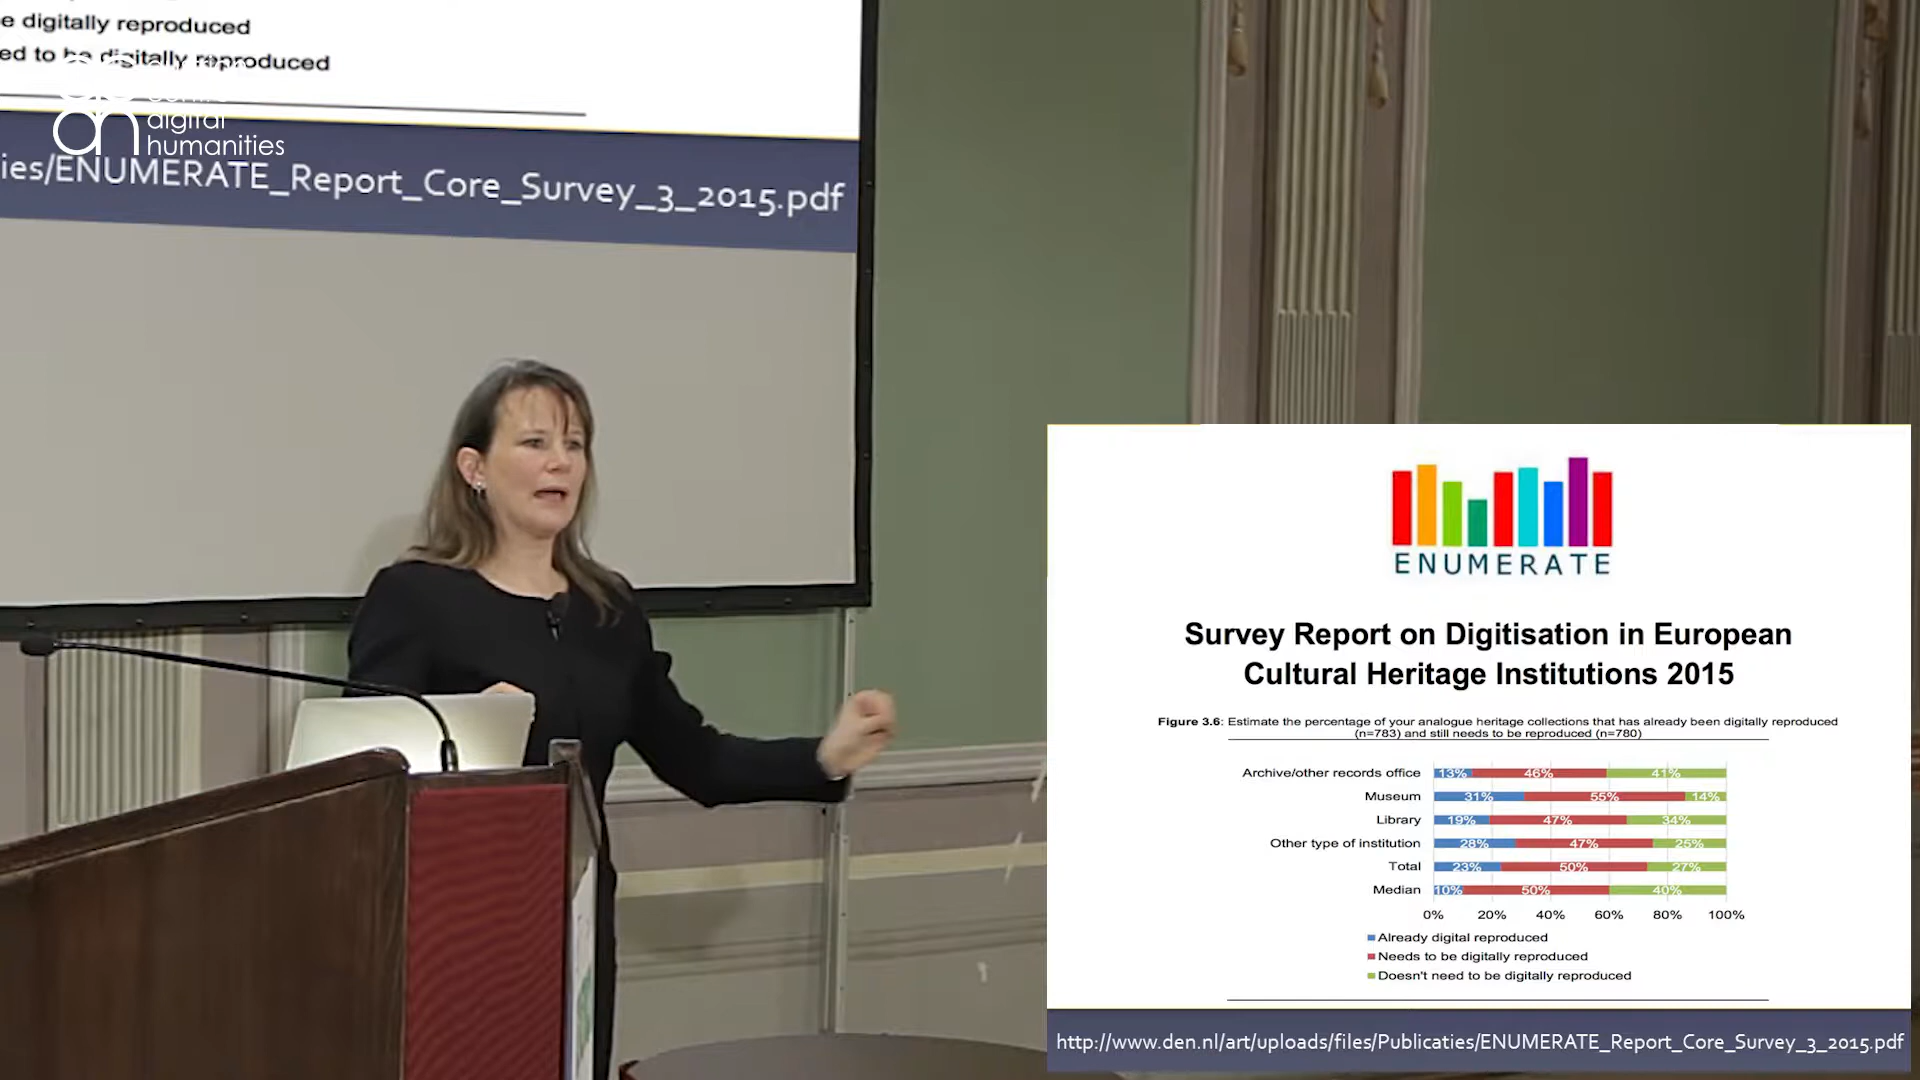 e digitally reproduced
ed to be digitally reproduced
digital
humanities
ies/ENUMERATE_Report_Core_Survey_3_2015.pdf
ENUMERATE
Survey Report on Digitisation in European
Cultural Heritage Institutions 2015
Figure 3.6: Estimate the percentage of your analogue heritage collections that has already been digitally reproduced
(n=783) and still needs to be reproduced (n=780)
Archive/other records office 13% 46% 41%
Museum 31% 55% 14%
Library 19% 47% 34%
Other type of institution 28% 47% 25%
Total 23% 50% 27%
Median 10% 50% 40%
0% 20% 40% 60% 80% 100%
Already digital reproduced
Needs to be digitally reproduced
Doesn't need to be digitally reproduced
http://www.den.nl/art/uploads/files/Publicaties/ENUMERATE_Report_Core_Survey_3_2015.pdf